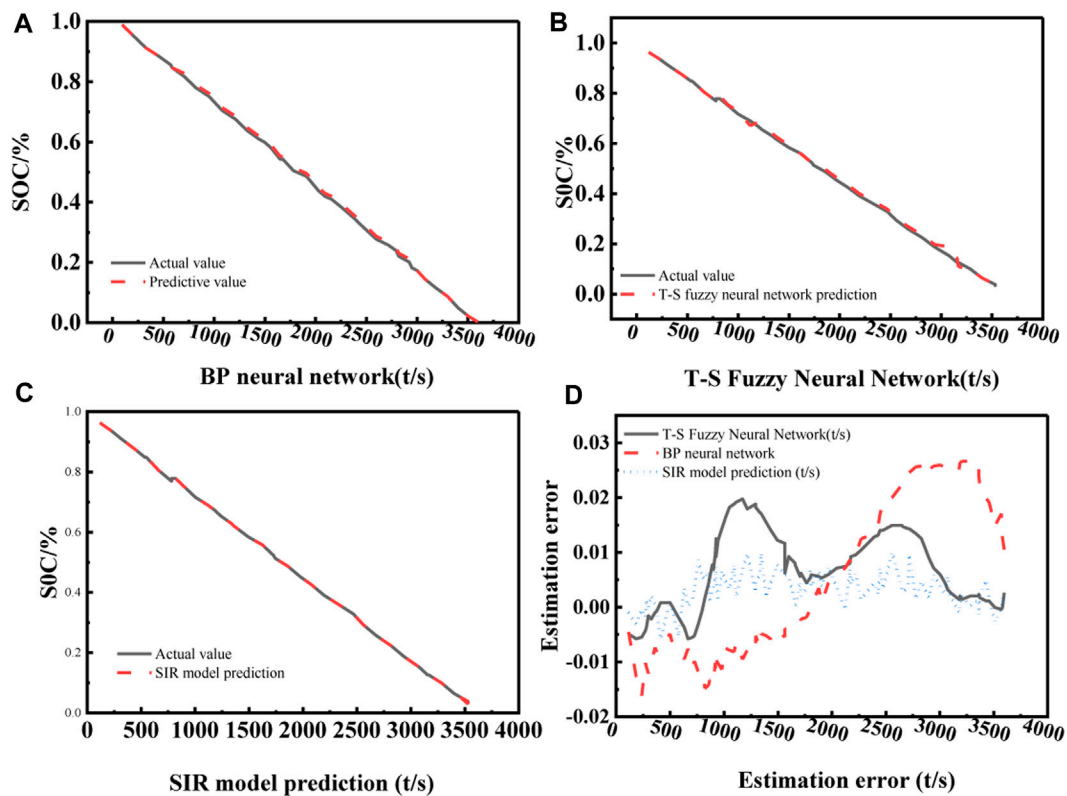 A
SOC/%
1.0
0.8
0.6
0.4
0.2
0.0
Actual value
Predictive value
0 500 1000 1500 2000 2500 3000 3500 4000
BP neural network(t/s)
B
S0C/%
1.0
0.8
0.6
0.4
0.2
0.0
Actual value
T-S fuzzy neural network prediction
0 500 1000 1500 2000 2500 3000 3500 4000
T-S Fuzzy Neural Network(t/s)
C
S0C/%
1.0
0.8
0.6
0.4
0.2
0.0
Actual value
SIR model prediction
0 500 1000 1500 2000 2500 3000 3500 4000
SIR model prediction (t/s)
D
Estimation error
0.03
0.02
0.01
0.00
-0.01
-0.02
T-S Fuzzy Neural Network(t/s)
BP neural network
SIR model prediction (t/s)
0 500 1000 1500 2000 2500 3000 3500 4000
Estimation error (t/s)